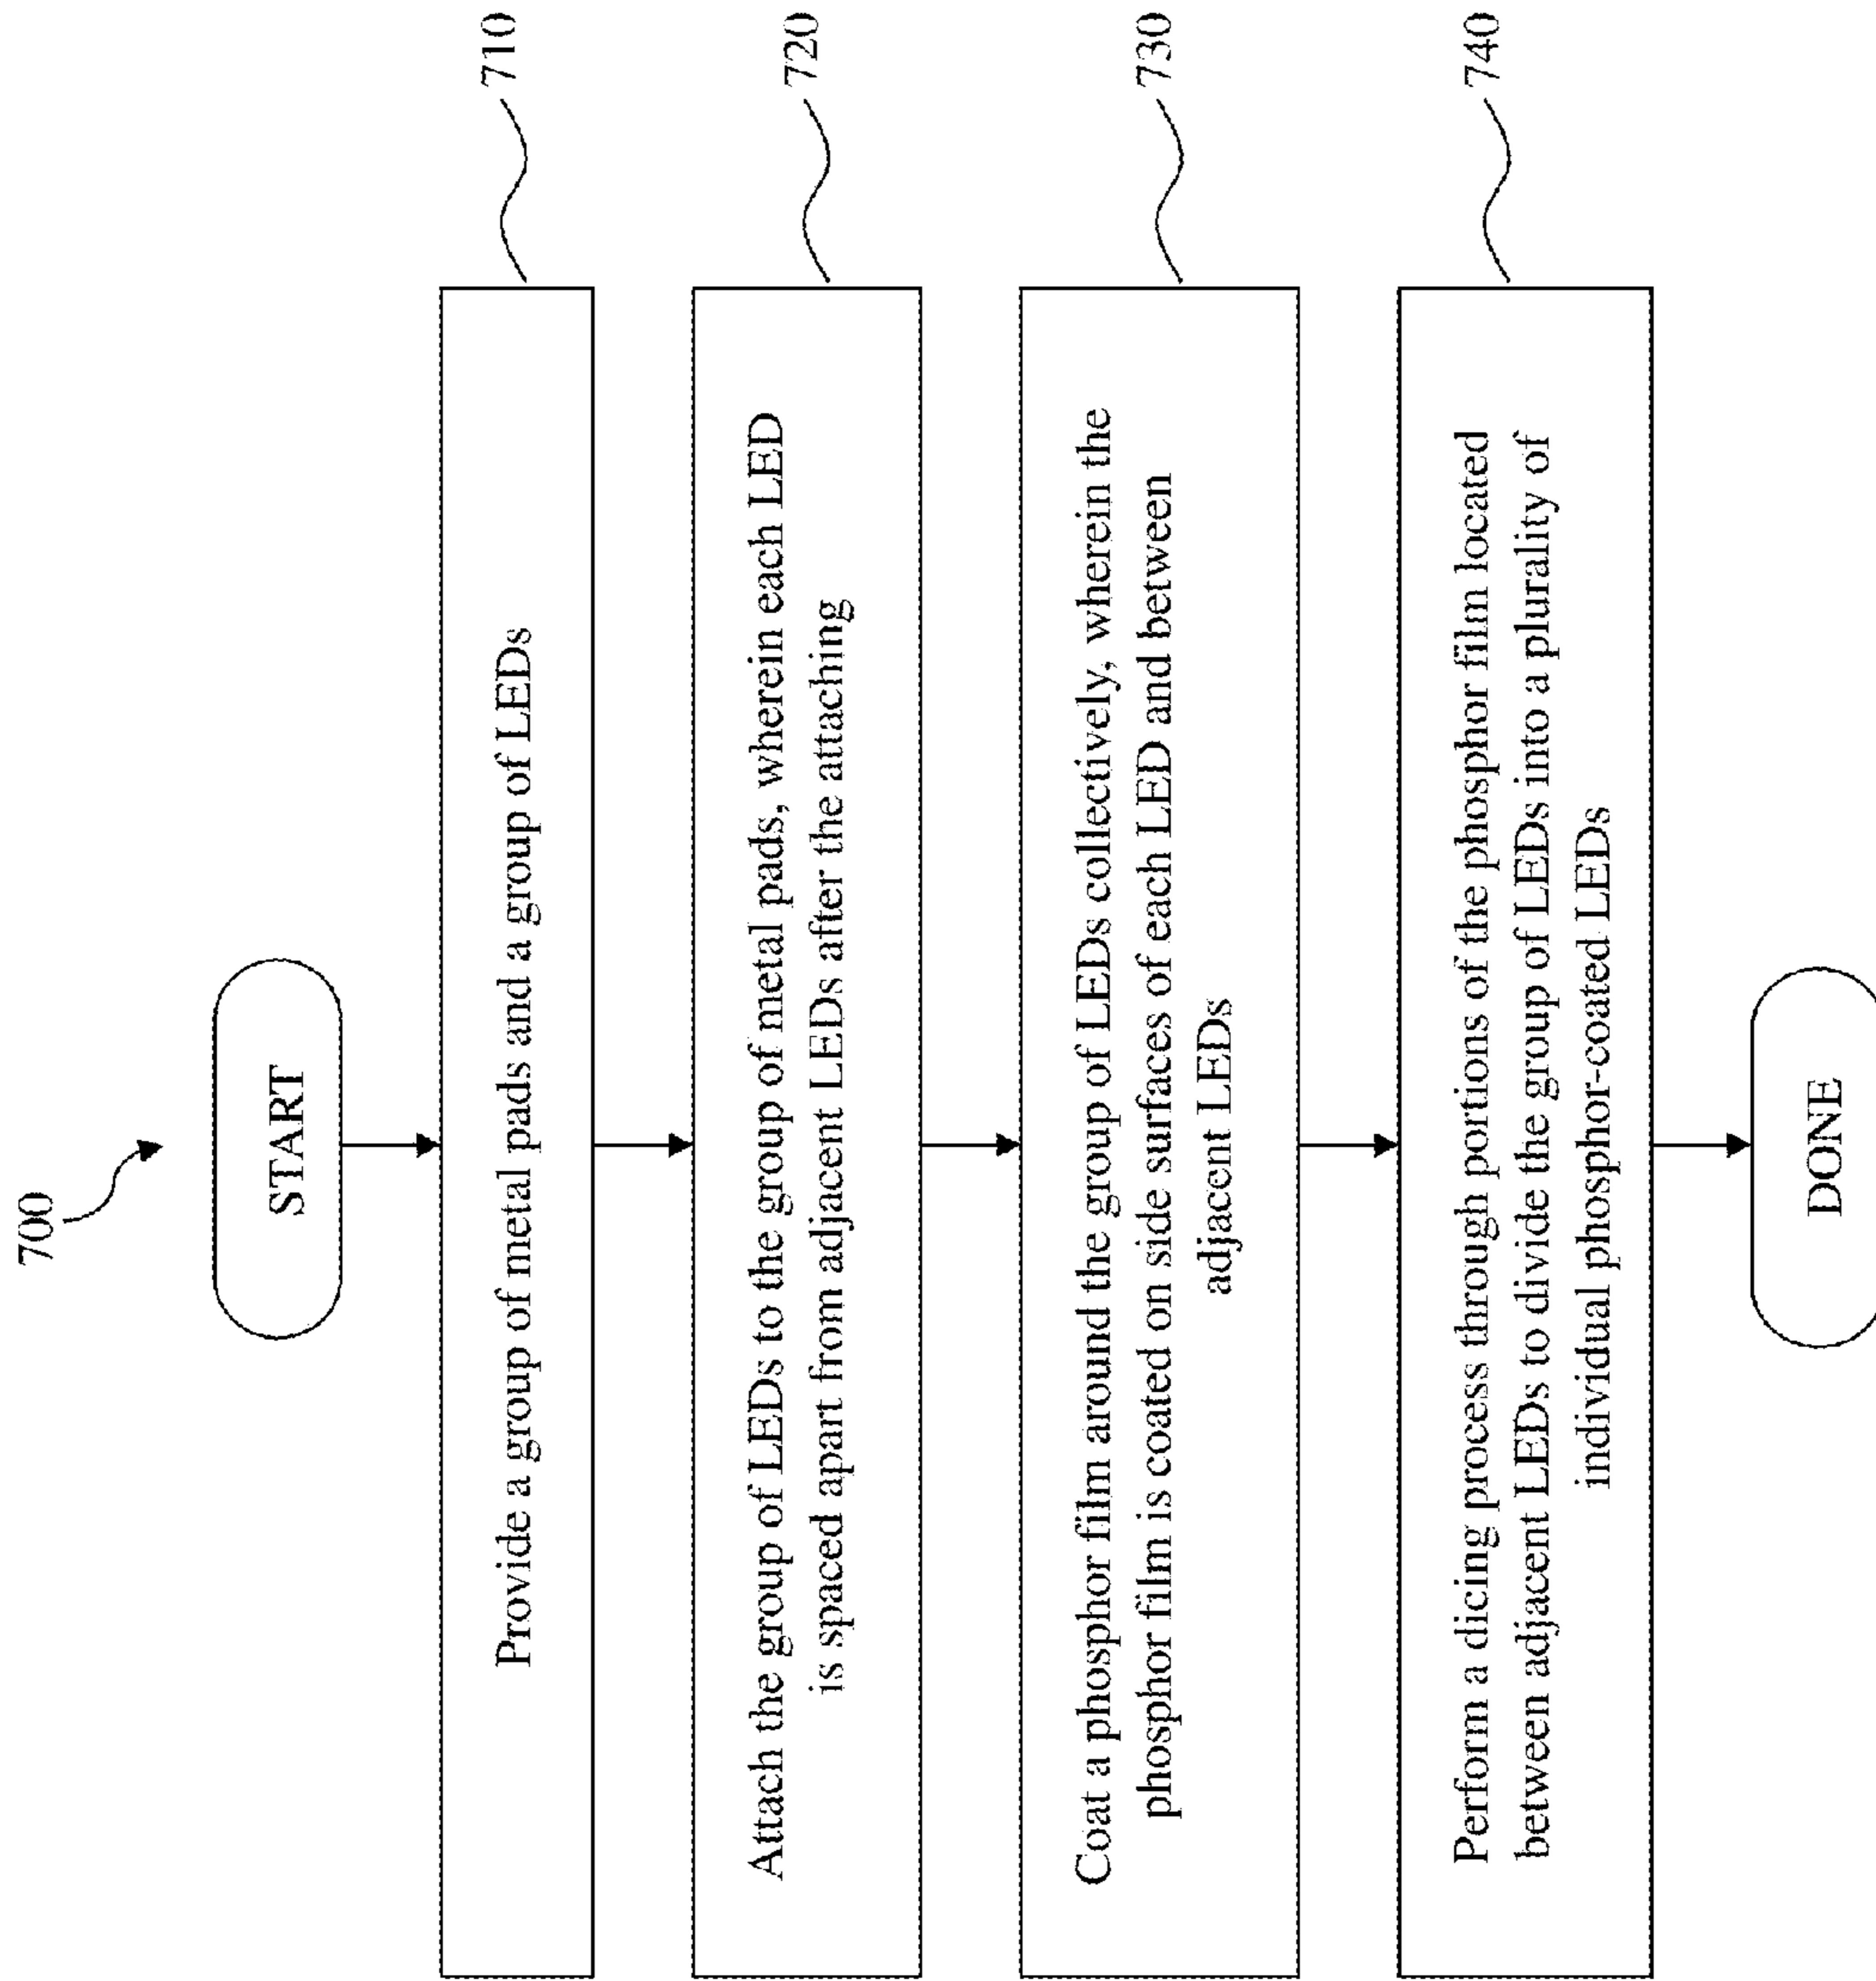 700
START
Provide a group of metal pads and a group of LEDs
710
Attach the group of LEDs to the group of metal pads, wherein each LED
is spaced apart from adjacent LEDs after the attaching
720
Coat a phosphor film around the group of LEDs collectively, wherein the
phosphor film is coated on side surfaces of each LED and between
adjacent LEDs
730
Perform a dicing process through portions of the phosphor film located
between adjacent LEDs to divide the group of LEDs into a plurality of
individual phosphor-coated LEDs
740
DONE